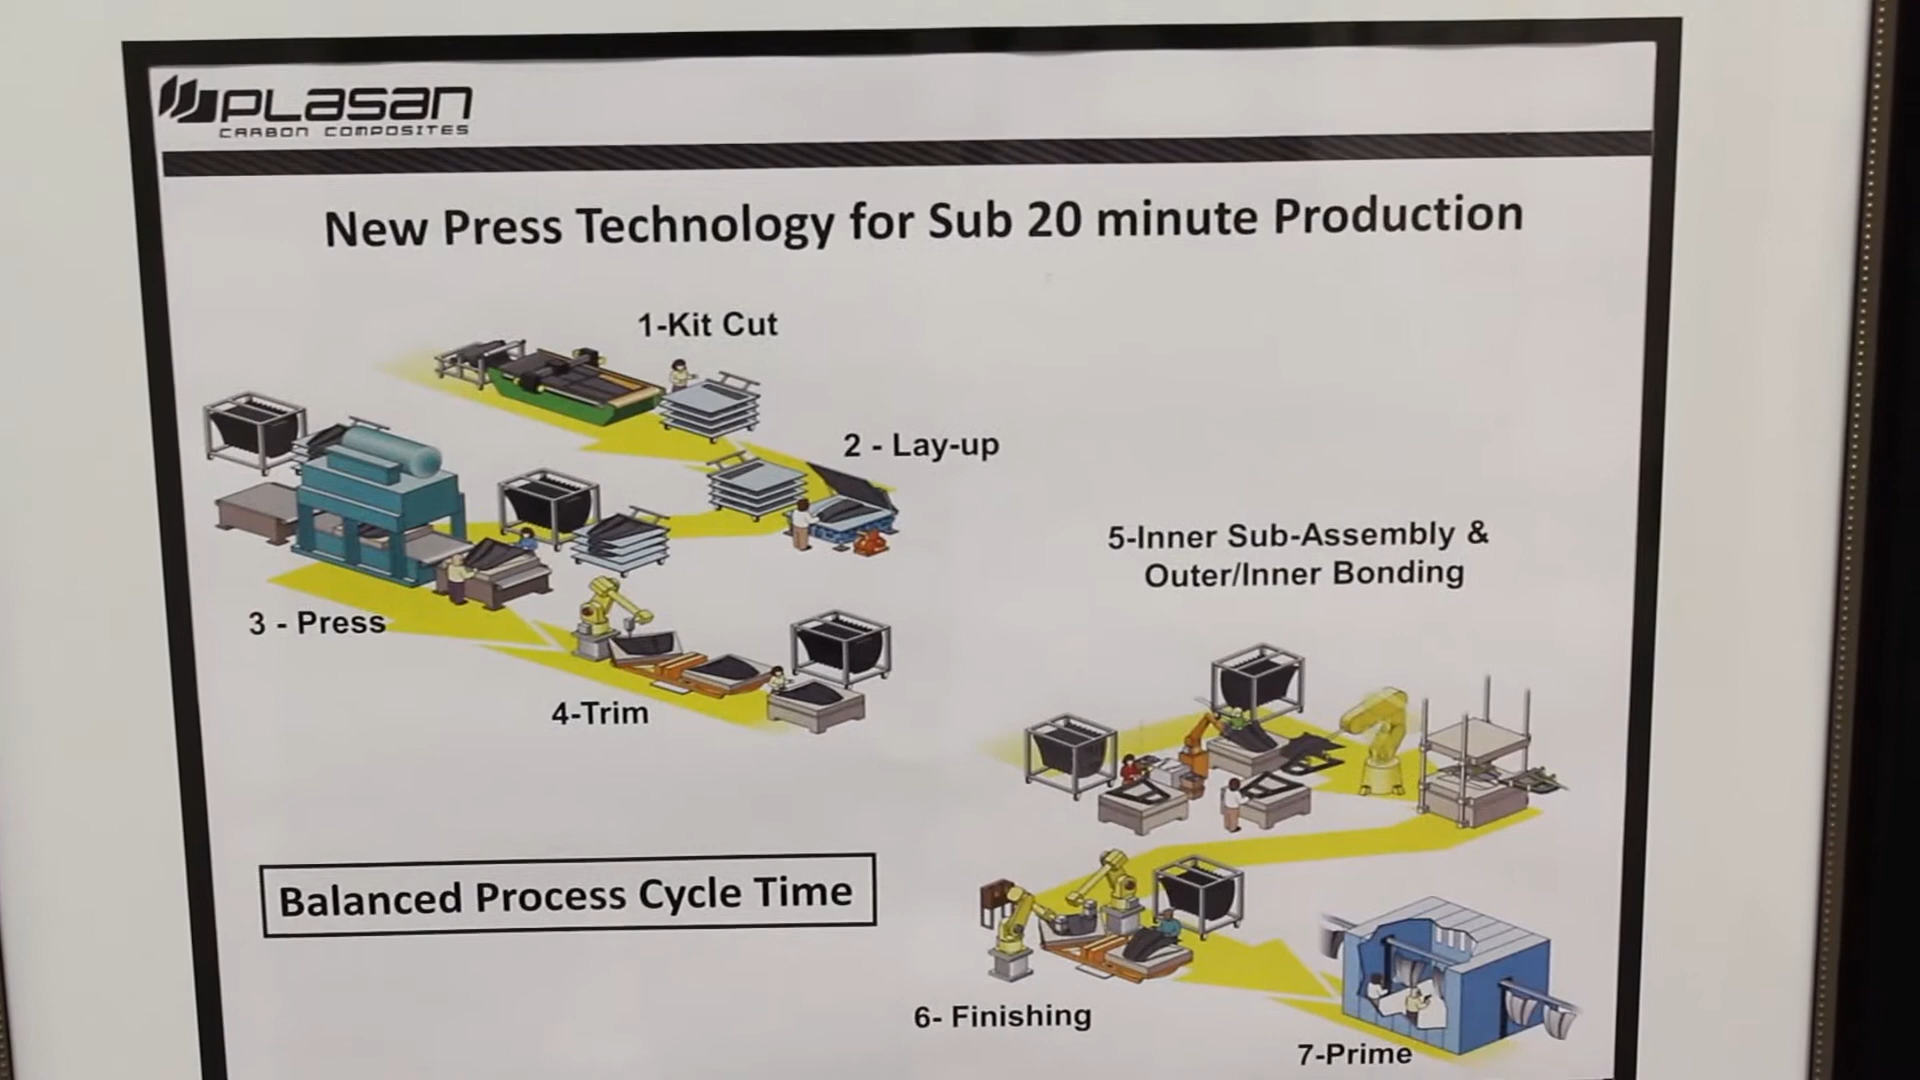 PLasan
CARBON COMPOSITES
New Press Technology for Sub 20 minute Production
1-Kit Cut
2 - Lay-up
5-Inner Sub-Assembly &
Outer/Inner Bonding
3 - Press
4-Trim
Balanced Process Cycle Time
6- Finishing
7-Prime